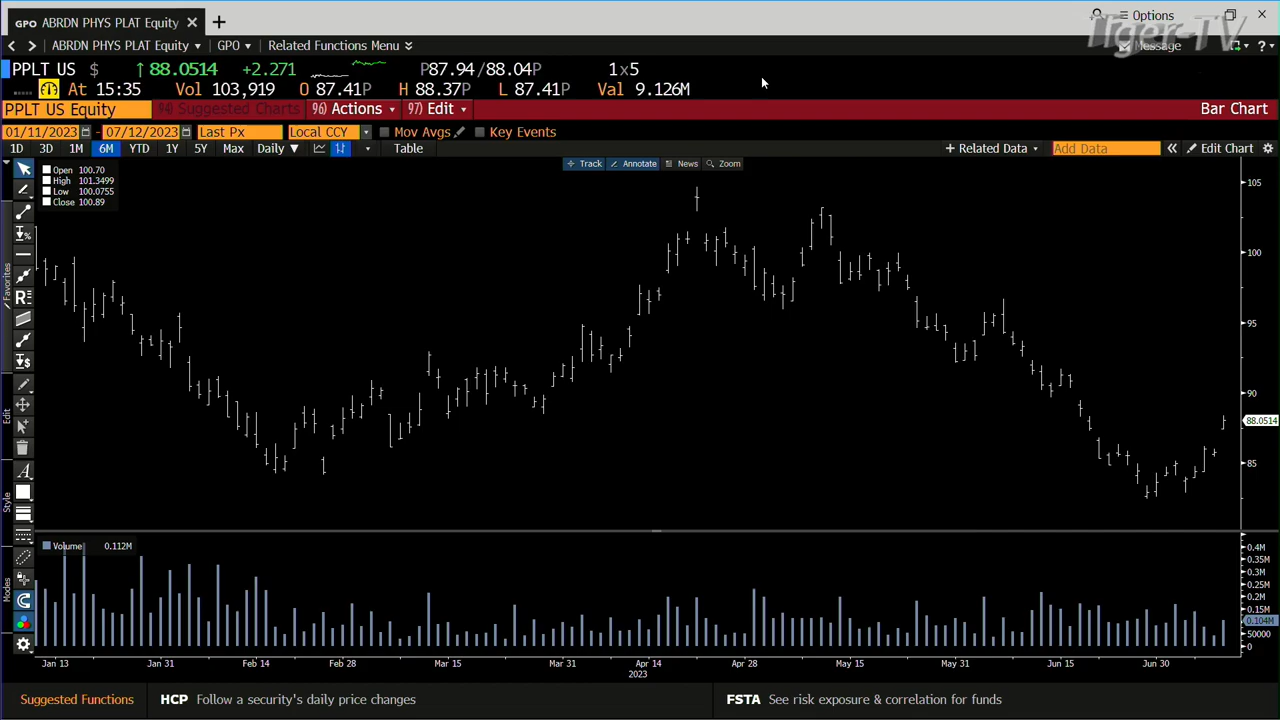 GPO ABRDN PHYS PLAT Equity
Options
Tiger-TV
ABRDN PHYS PLAT Equity GPO Related Functions Menu
Message
PPLT US $ ↑ 88.0514 +2.271 P87.94/88.04P 1x5
At 15:35 Vol 103,919 O 87.41P H 88.37P L 87.41P Val 9.126M
PPLT US Equity 94) Suggested Charts 96) Actions 97) Edit Bar Chart
01/11/2023 - 07/12/2023 Last Px Local CCY Mov Avgs Key Events
1D 3D 1M 6M YTD 1Y 5Y Max Daily ▼ Table + Related Data Add Data Edit Chart
Track Annotate News Zoom
Open 100.70
High 101.3499
Low 100.0755
Close 100.89
105
100
95
90
88.0514
85
Favorites
Edit
Style
Modes
Volume 0.112M
0.4M
0.35M
0.3M
0.25M
0.2M
0.15M
0.104M
50000
0
Jan 13 Jan 31 Feb 14 Feb 28 Mar 15 Mar 31 Apr 14 Apr 28 May 15 May 31 Jun 15 Jun 30
2023
Suggested Functions HCP Follow a security's daily price changes FSTA See risk exposure & correlation for funds